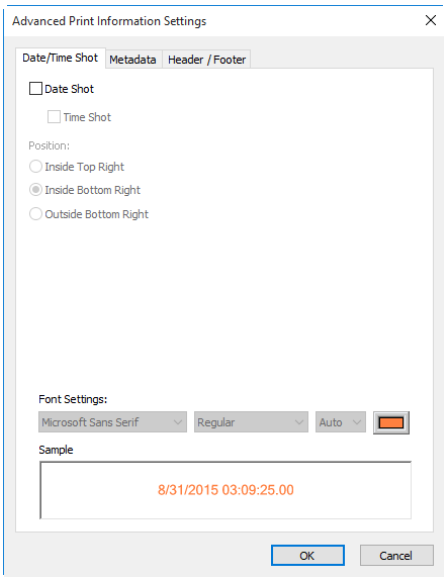 Advanced Print Information Settings
Date/Time Shot Metadata Header / Footer
Date Shot
Time Shot
Position:
Inside Top Right
Inside Bottom Right
Outside Bottom Right
Font Settings:
Microsoft Sans Serif Regular Auto
Sample
8/31/2015 03:09:25.00
OK Cancel